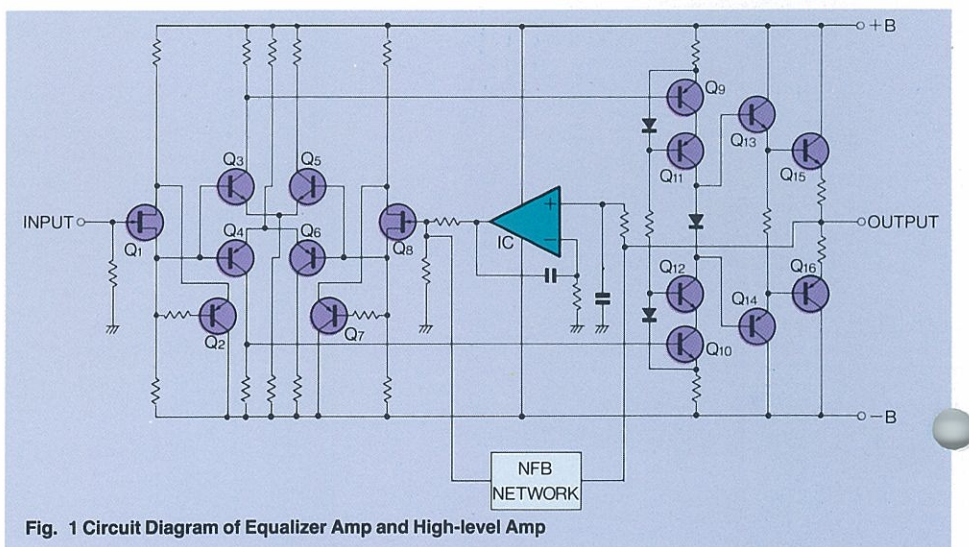 +B
Q9
Q3
Q5
Q13
Q11
Q15
INPUT
Q1
Q4
Q6
Q8
+
IC
−
OUTPUT
Q12
Q16
Q14
Q2
Q7
Q10
−B
NFB
NETWORK
Fig. 1 Circuit Diagram of Equalizer Amp and High-level Amp